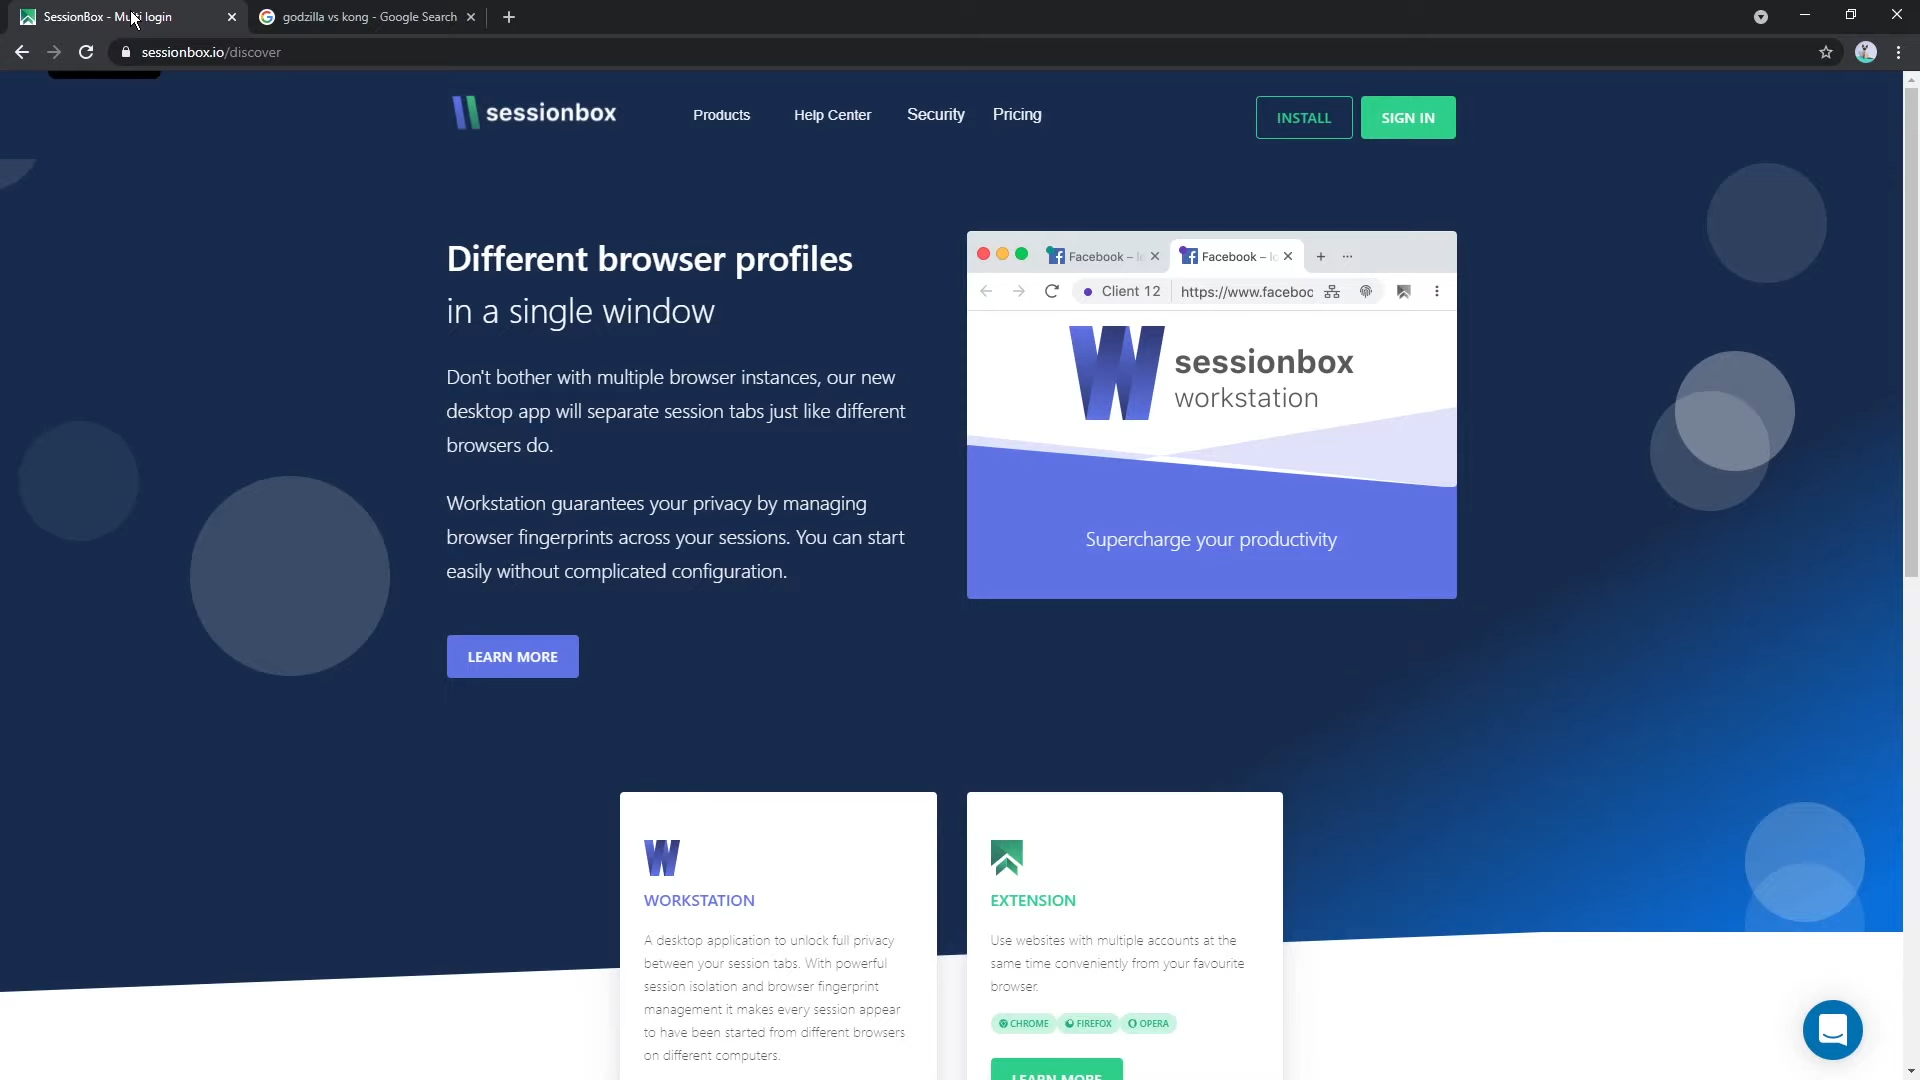 SessionBox - Multi login
godzilla vs kong - Google Search
sessionbox.io/discover
sessionbox
Products
Help Center
Security
Pricing
INSTALL
SIGN IN
Different browser profiles
in a single window
Don't bother with multiple browser instances, our new
desktop app will separate session tabs just like different
browsers do.
Workstation guarantees your privacy by managing
browser fingerprints across your sessions. You can start
easily without complicated configuration.
LEARN MORE
Facebook –
Facebook –
Client 12
https://www.faceboo
sessionbox
workstation
Supercharge your productivity
WORKSTATION
A desktop application to unlock full privacy
between your session tabs. With powerful
session isolation and browser fingerprint
management it makes every session appear
to have been started from different browsers
on different computers.
EXTENSION
Use websites with multiple accounts at the
same time conveniently from your favourite
browser.
CHROME
FIREFOX
OPERA
LEARN MORE